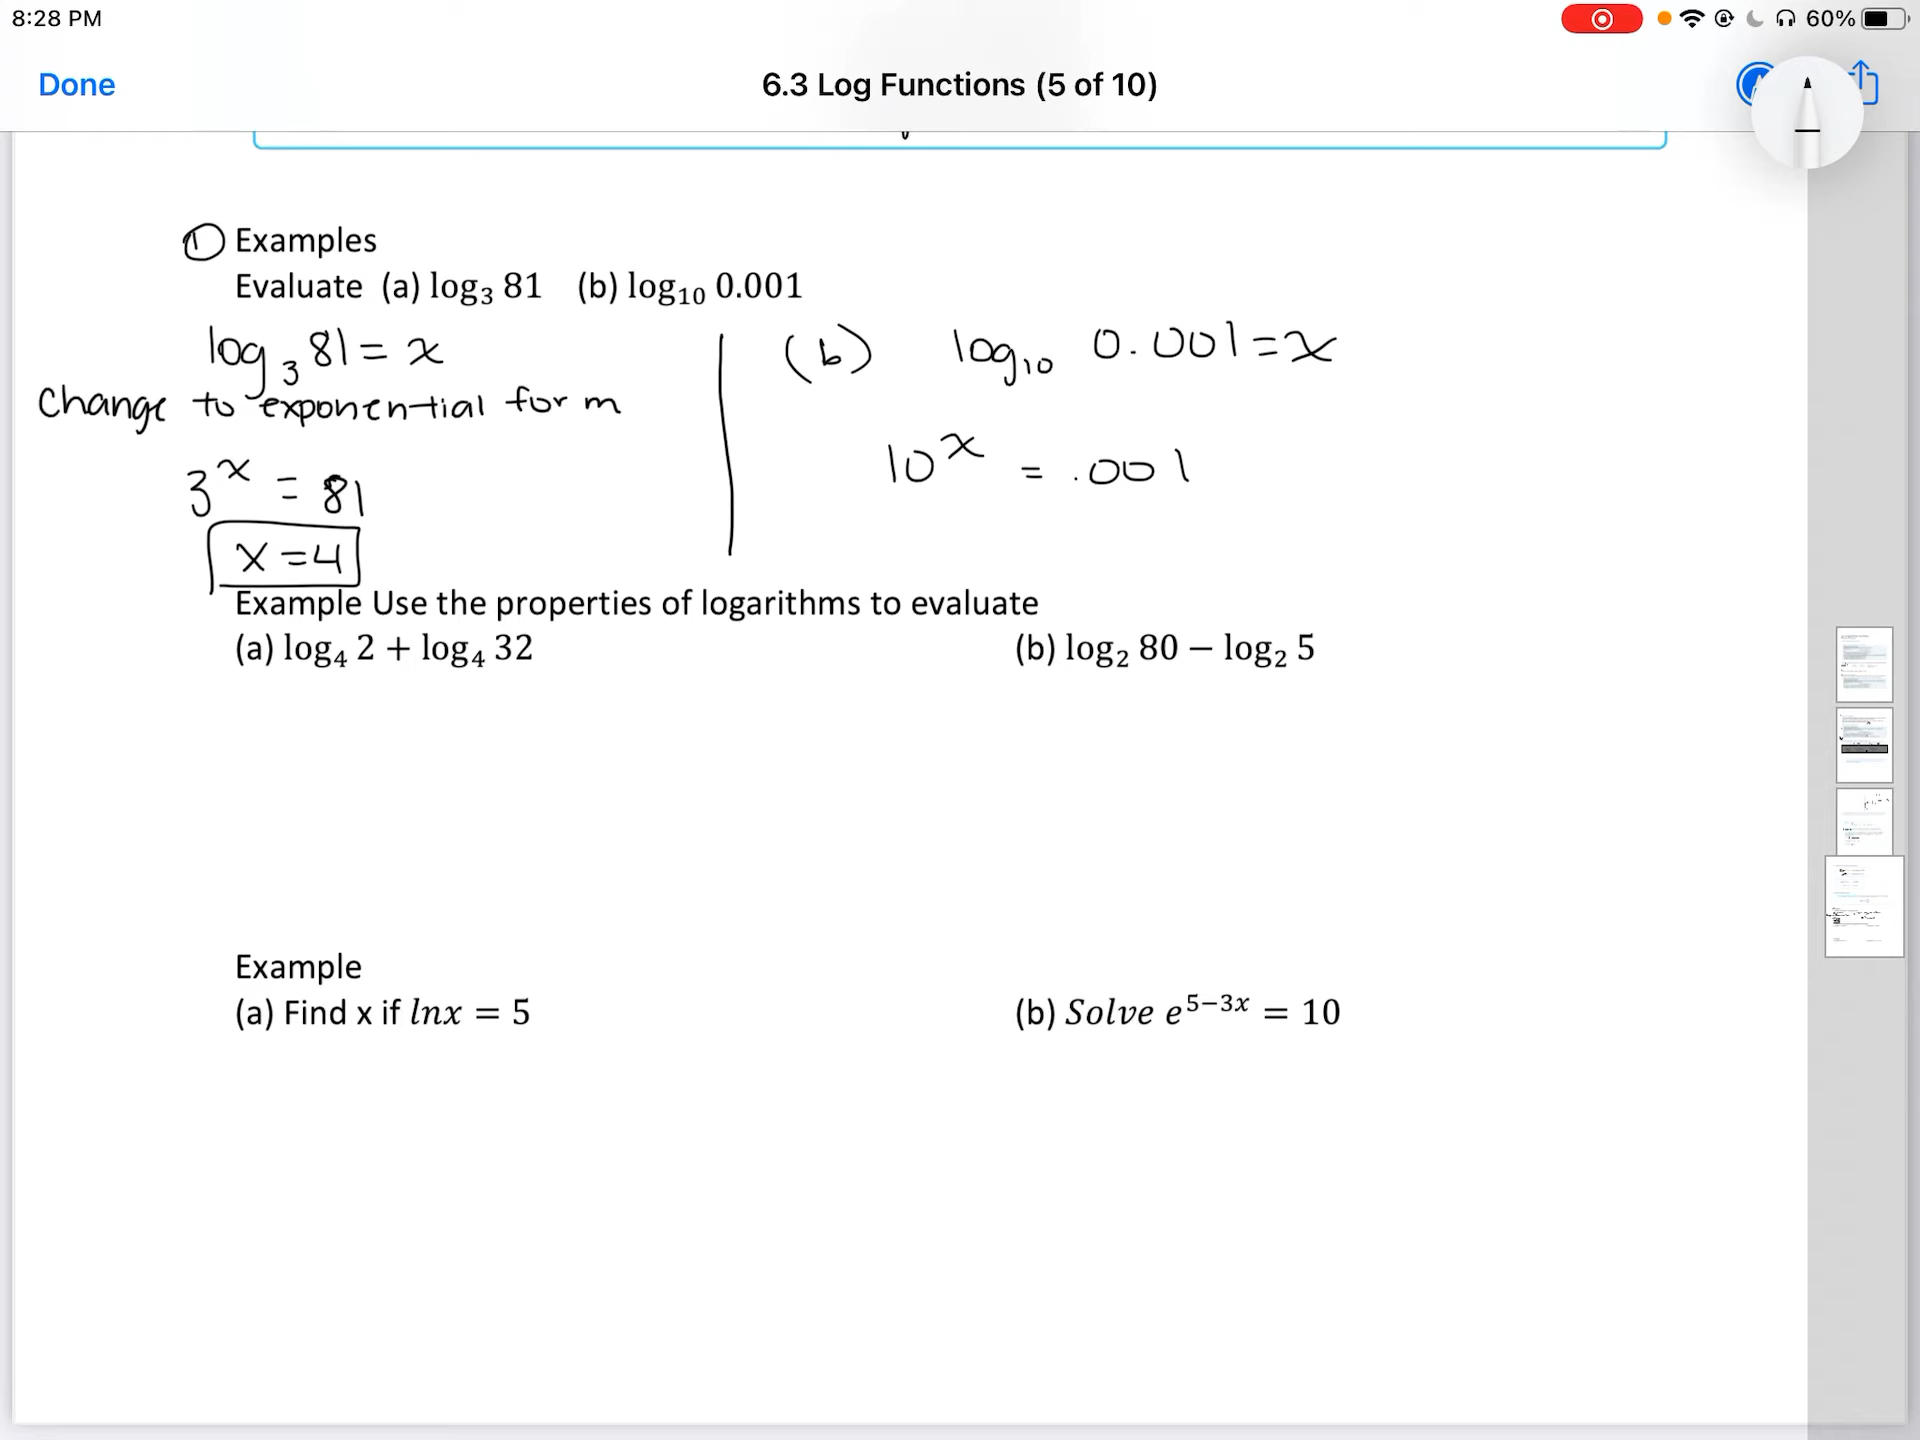 8:28 PM
60%
Done
6.3 Log Functions (5 of 10)
① Examples
Evaluate (a) log₃ 81 (b) log₁₀ 0.001
log₃ 81 = x
Change to exponential form
3ˣ = 81
x = 4
(b) log₁₀ 0.001 = x
10ˣ = .001
Example Use the properties of logarithms to evaluate
(a) log₄ 2 + log₄ 32 (b) log₂ 80 − log₂ 5
Example
(a) Find x if lnx = 5 (b) Solve e⁵⁻³ˣ = 10